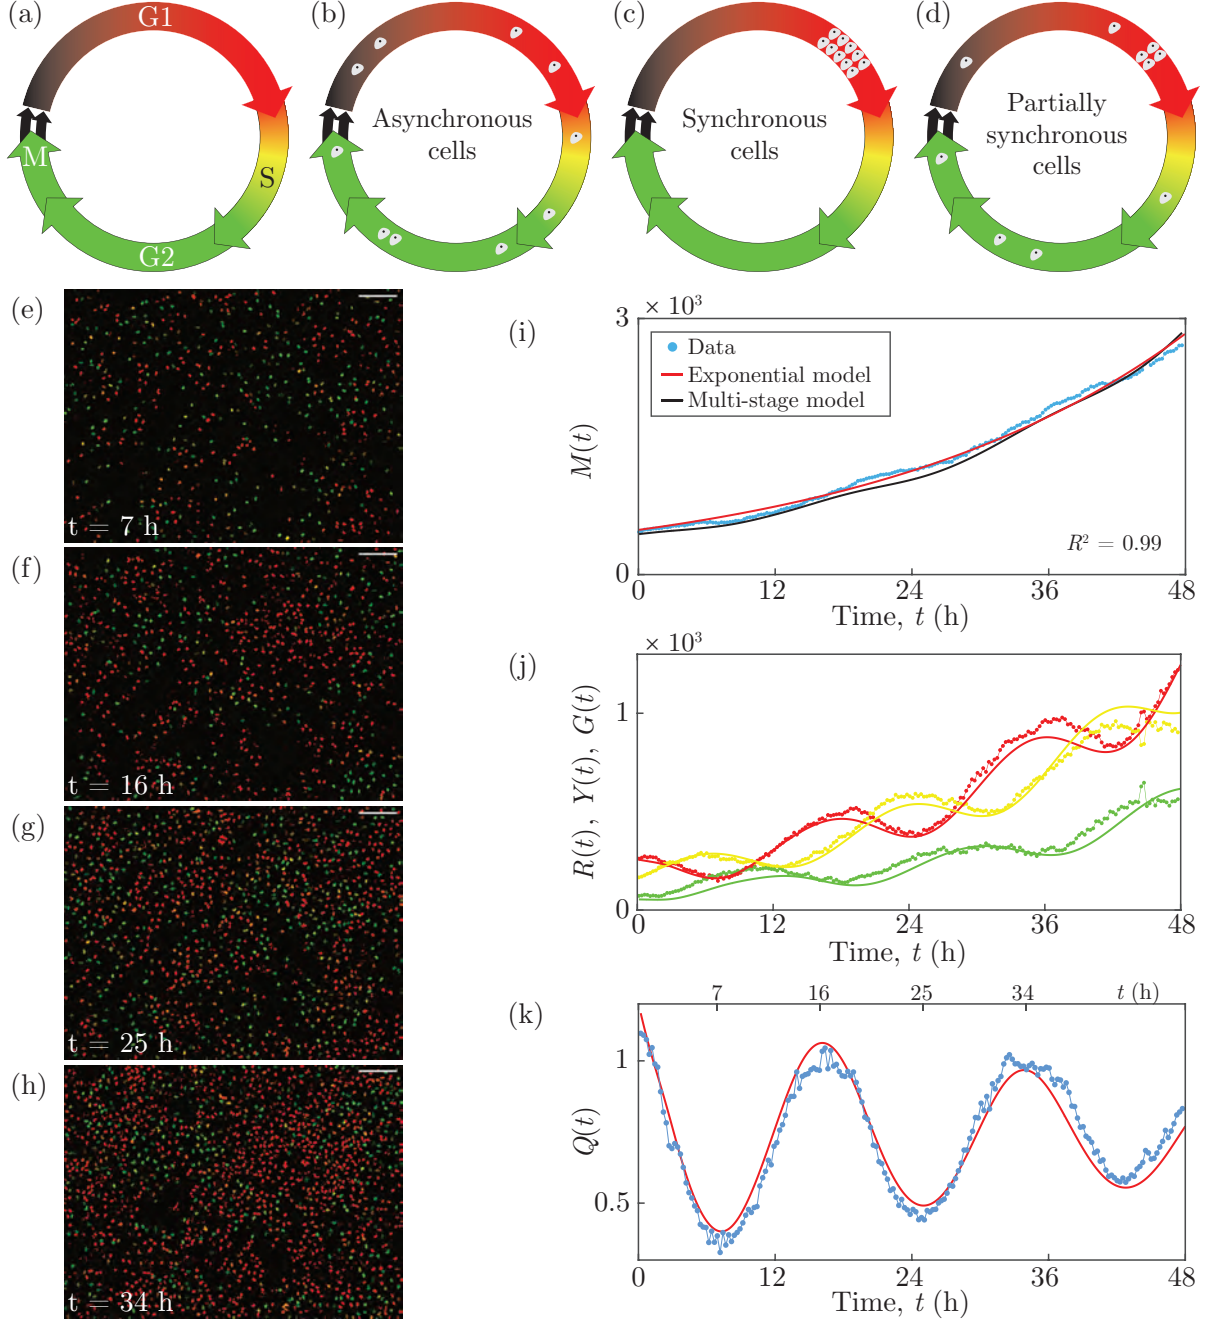 (a)
G1
S
G2
M
(b)
Asynchronous
cells
(c)
Synchronous
cells
(d)
Partially
synchronous
cells
(e)
t = 7 h
(f)
t = 16 h
(g)
t = 25 h
(h)
t = 34 h
(i)
× 10³
3
0
M(t)
Data
Exponential model
Multi-stage model
R² = 0.99
0 12 24 36 48
Time, t (h)
(j)
× 10³
1
0
R(t), Y(t), G(t)
0 12 24 36 48
Time, t (h)
(k)
7 16 25 34 t (h)
1
0.5
Q(t)
0 12 24 36 48
Time, t (h)